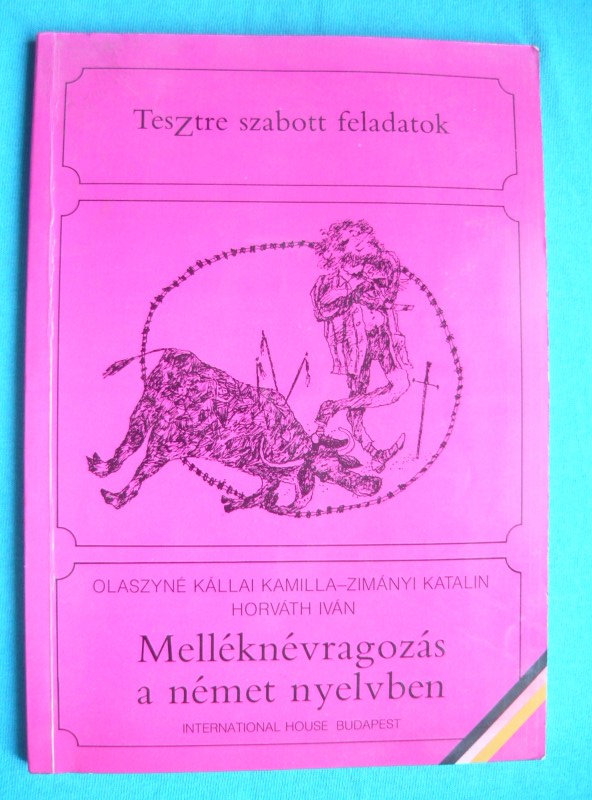 Tesztre szabott feladatok
OLASZYNÉ KÁLLAI KAMILLA–ZIMÁNYI KATALIN
HORVÁTH IVÁN
Melléknévragozás
a német nyelvben
INTERNATIONAL HOUSE BUDAPEST